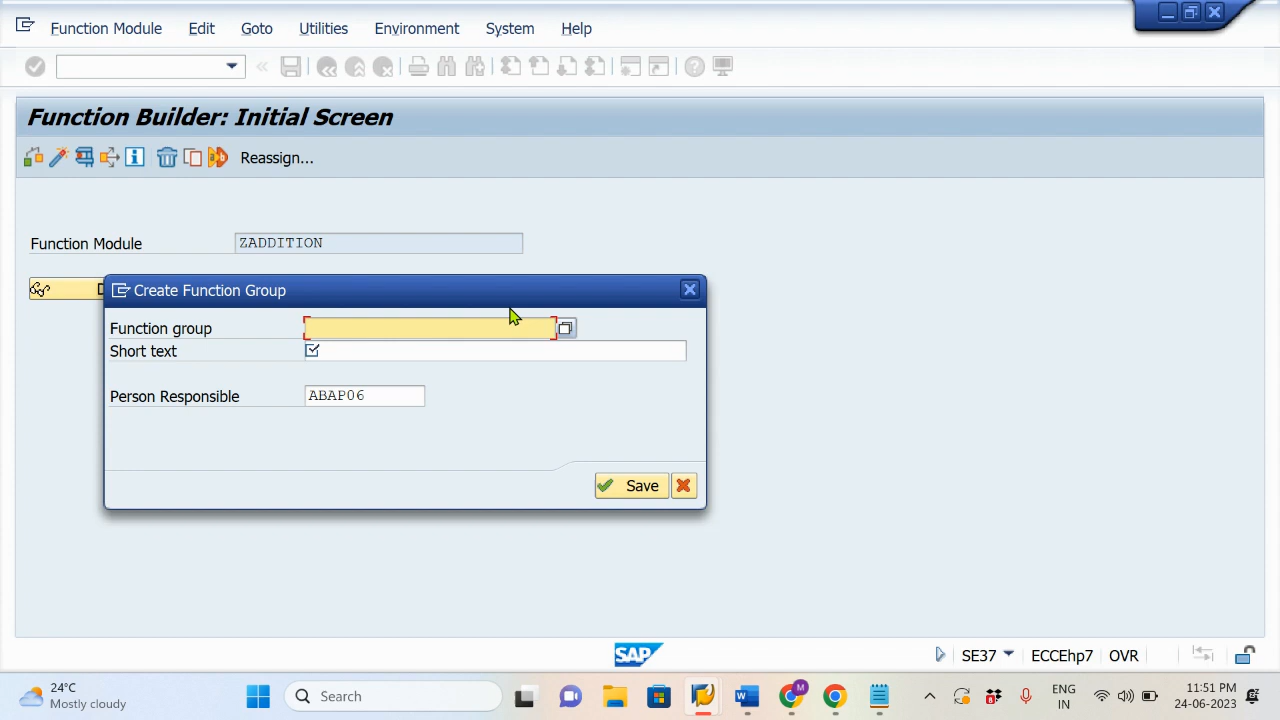 Function Module Edit Goto Utilities Environment System Help
Function Builder: Initial Screen
Reassign...
Function Module ZADDITION
Create Function Group
Function group
Short text
Person Responsible ABAP06
Save
SAP SE37 ECCEhp7 OVR
24°C
Mostly cloudy
Search
M
ENG
IN
11:51 PM
24-06-2023